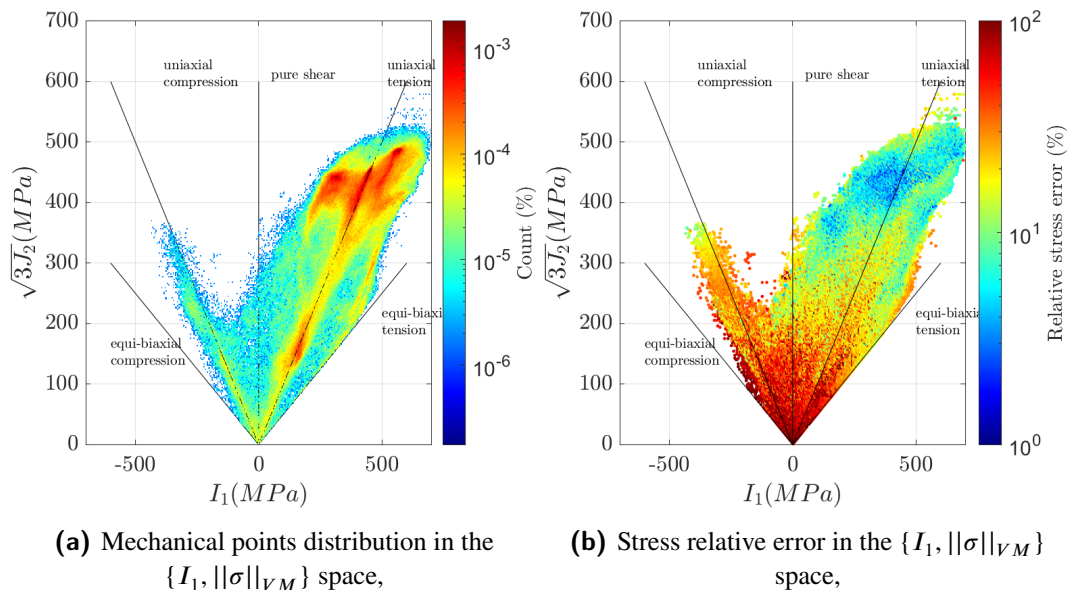 700
600
500
400
300
200
100
0
√3J₂(MPa)
uniaxial
compression
pure shear
uniaxial
tension
equi-biaxial
compression
equi-biaxial
tension
-500
0
500
I₁(MPa)
10⁻³
10⁻⁴
10⁻⁵
10⁻⁶
Count (%)
700
600
500
400
300
200
100
0
√3J₂(MPa)
uniaxial
compression
pure shear
uniaxial
tension
equi-biaxial
compression
equi-biaxial
tension
-500
0
500
I₁(MPa)
10²
10¹
10⁰
Relative stress error (%)
(a) Mechanical points distribution in the
{I₁, ||σ||_VM} space,
(b) Stress relative error in the {I₁, ||σ||_VM}
space,